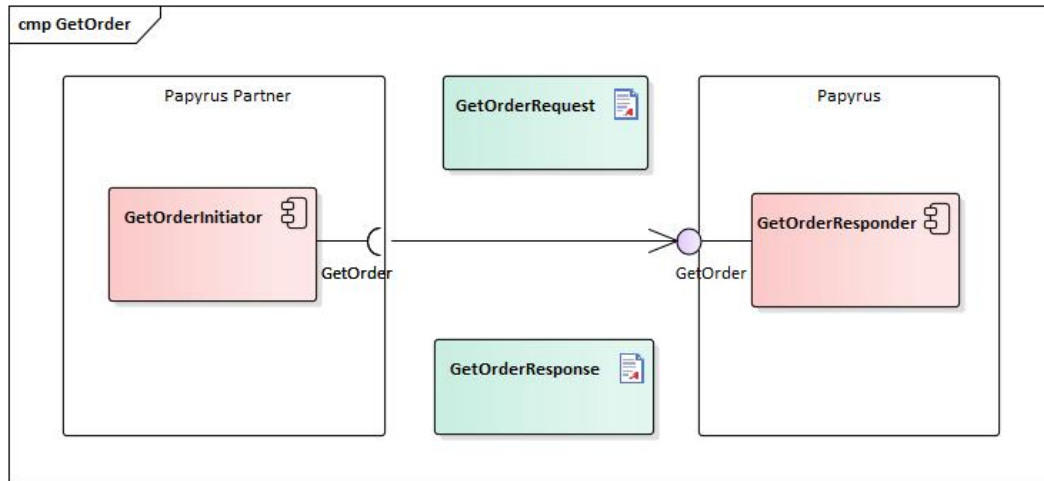 cmp GetOrder
Papyrus Partner
GetOrderRequest
Papyrus
GetOrderInitiator
GetOrderResponder
GetOrder
GetOrder
GetOrderResponse